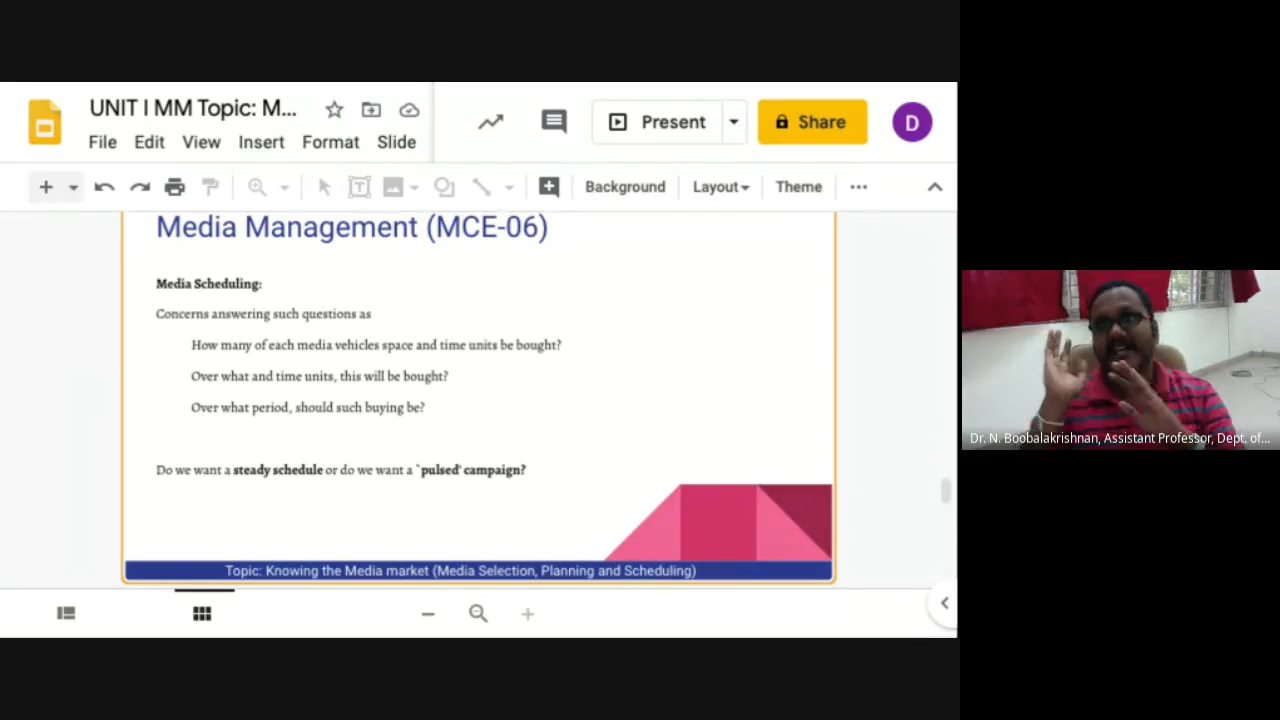 UNIT I MM Topic: M...
File Edit View Insert Format Slide
Present
Share
D
Background Layout Theme
Media Management (MCE-06)
Media Scheduling:
Concerns answering such questions as
How many of each media vehicles space and time units be bought?
Over what and time units, this will be bought?
Over what period, should such buying be?
Do we want a steady schedule or do we want a `pulsed' campaign?
Topic: Knowing the Media market (Media Selection, Planning and Scheduling)
Dr. N. Boobalakrishnan, Assistant Professor, Dept. of...